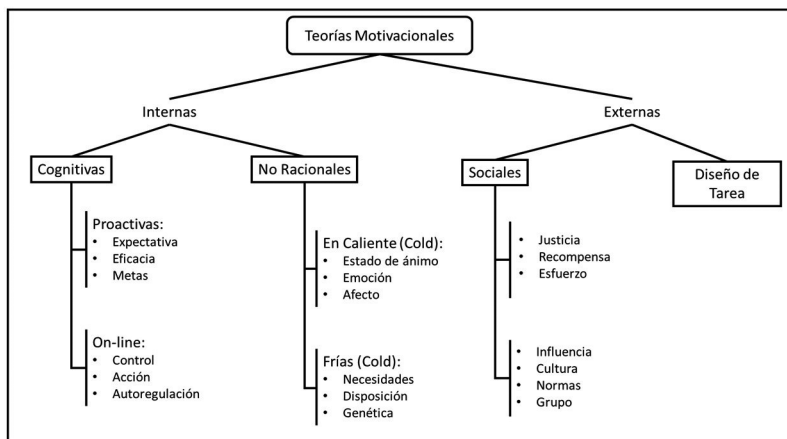 Teorías Motivacionales
Internas
Externas
Cognitivas
No Racionales
Sociales
Diseño de
Tarea
Proactivas:
• Expectativa
• Eficacia
• Metas
On-line:
• Control
• Acción
• Autoregulación
En Caliente (Cold):
• Estado de ánimo
• Emoción
• Afecto
Frías (Cold):
• Necesidades
• Disposición
• Genética
• Justicia
• Recompensa
• Esfuerzo
• Influencia
• Cultura
• Normas
• Grupo